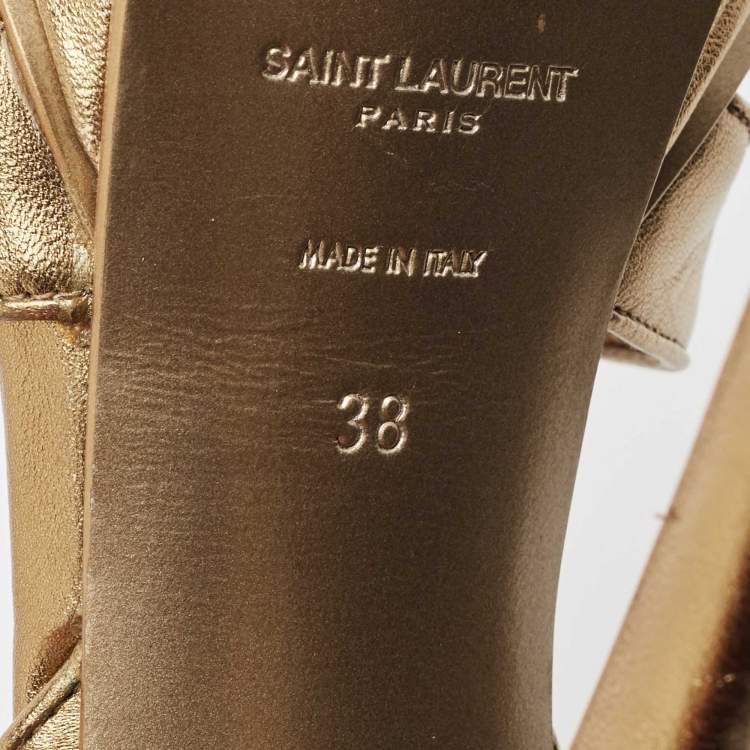 SAINT LAURENT
PARIS
MADE IN ITALY
38